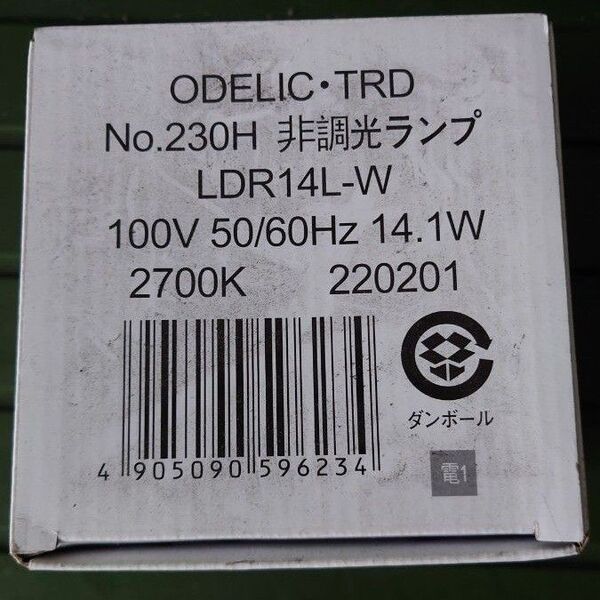 ODELIC・TRD
No.230H 非調光ランプ
LDR14L-W
100V 50/60Hz 14.1W
2700K 220201
ダンボール
4 905090 596234
電1